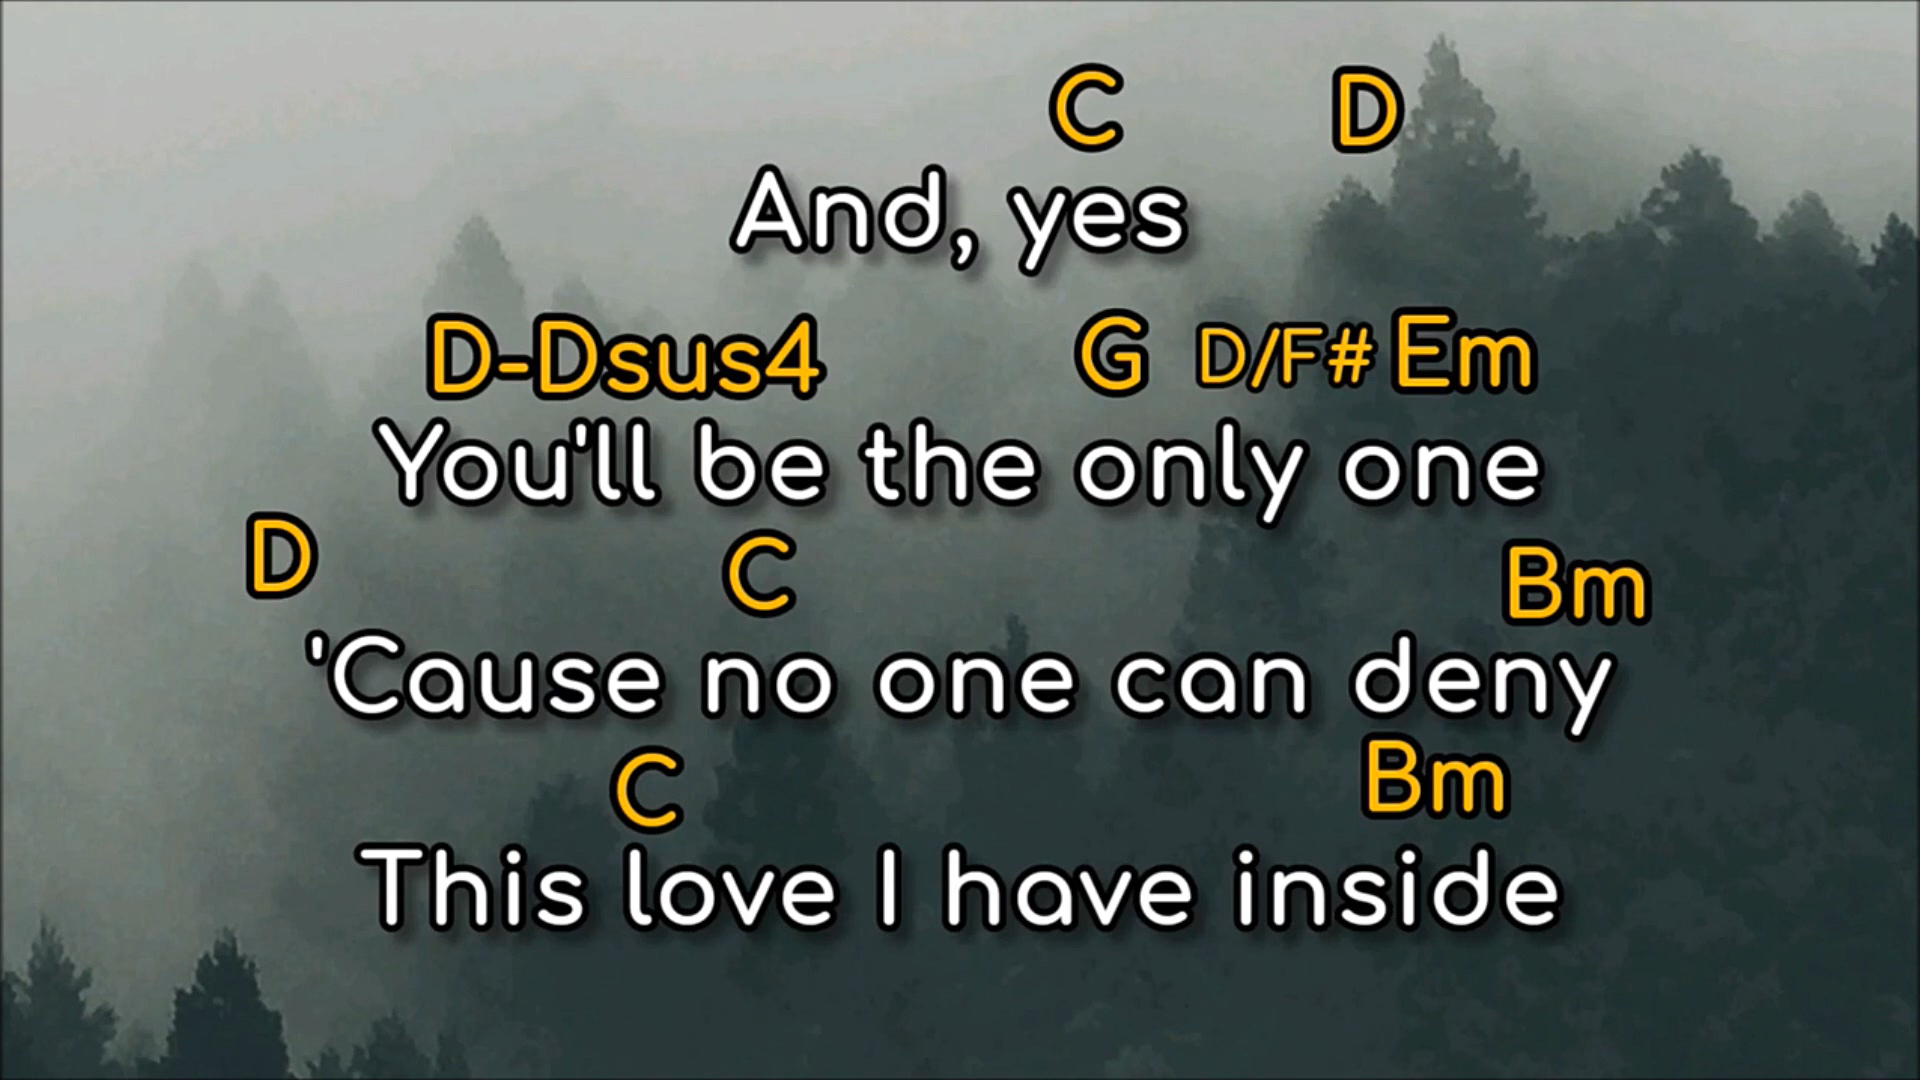 C D
And, yes
D-Dsus4 G D/F# Em
You'll be the only one
D C Bm
'Cause no one can deny
C Bm
This love I have inside